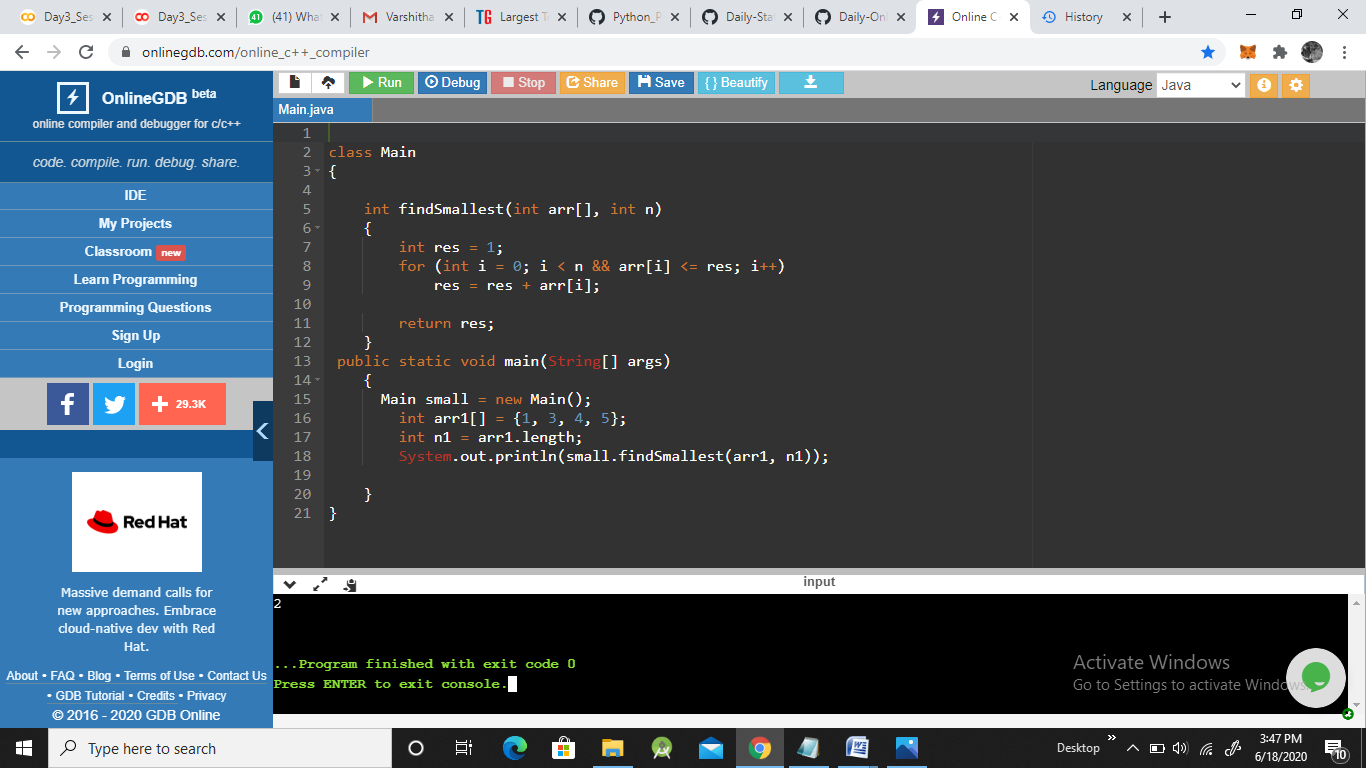 Day3_Ses
Day3_Ses
(41) What
Varshitha
Largest T
Python_P
Daily-Sta
Daily-Onl
Online C
History
onlinegdb.com/online_c++_compiler
OnlineGDB beta
online compiler and debugger for c/c++
code. compile. run. debug. share.
IDE
My Projects
Classroom new
Learn Programming
Programming Questions
Sign Up
Login
29.3K
Red Hat
Massive demand calls for
new approaches. Embrace
cloud-native dev with Red
Hat.
About • FAQ • Blog • Terms of Use • Contact Us
• GDB Tutorial • Credits • Privacy
© 2016 - 2020 GDB Online
Run Debug Stop Share Save { } Beautify
Language Java
Main.java
1
2 class Main
3 {
4
5 int findSmallest(int arr[], int n)
6 {
7 int res = 1;
8 for (int i = 0; i < n && arr[i] <= res; i++)
9 res = res + arr[i];
10
11 return res;
12 }
13 public static void main(String[] args)
14 {
15 Main small = new Main();
16 int arr1[] = {1, 3, 4, 5};
17 int n1 = arr1.length;
18 System.out.println(small.findSmallest(arr1, n1));
19
20 }
21 }
input
2
...Program finished with exit code 0
Press ENTER to exit console.
Activate Windows
Go to Settings to activate Windows.
Type here to search
Desktop
3:47 PM
6/18/2020
10